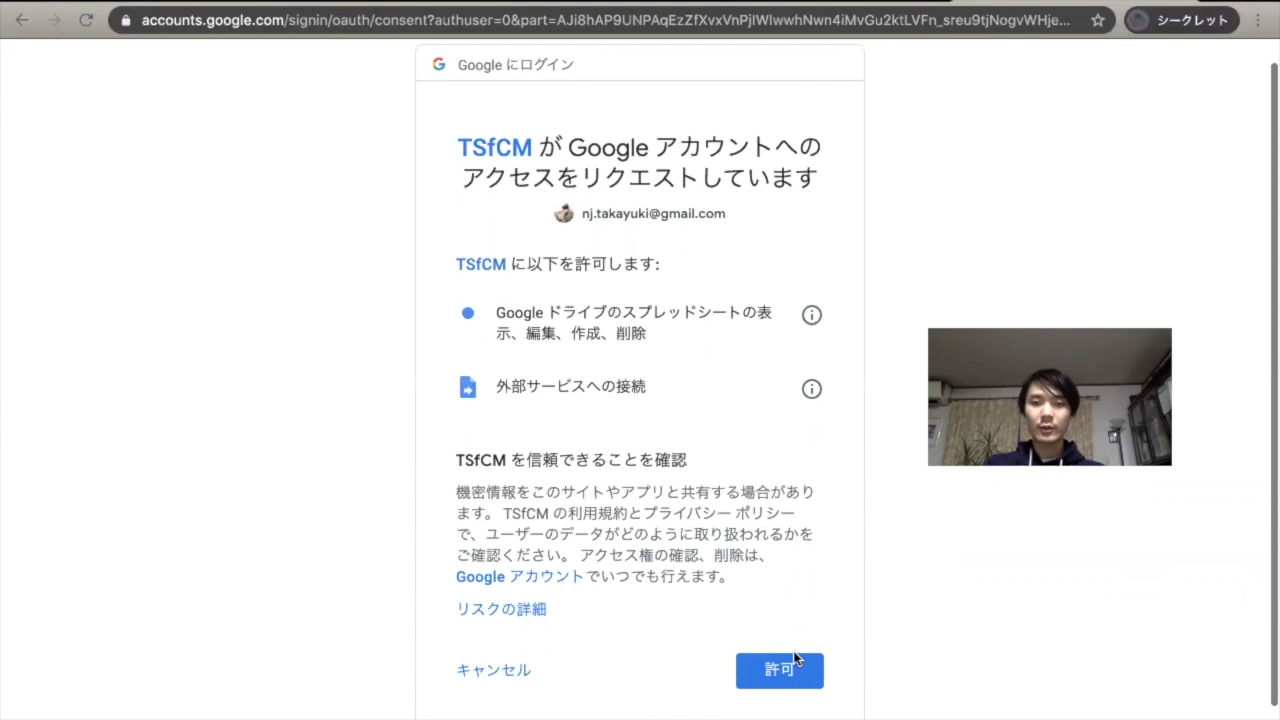 accounts.google.com/signin/oauth/consent?authuser=0&part=AJi8hAP9UNPAqEzZfXvxVnPjIWIwwhNwn4iMvGu2ktLVFn_sreu9tjNogvWHje...
シークレット
Google にログイン
TSfCM が Google アカウントへの
アクセスをリクエストしています
nj.takayuki@gmail.com
TSfCM に以下を許可します:
Google ドライブのスプレッドシートの表
示、編集、作成、削除
外部サービスへの接続
TSfCM を信頼できることを確認
機密情報をこのサイトやアプリと共有する場合があり
ます。 TSfCM の利用規約とプライバシー ポリシー
で、ユーザーのデータがどのように取り扱われるかを
ご確認ください。 アクセス権の確認、削除は、
Google アカウントでいつでも行えます。
リスクの詳細
キャンセル
許可